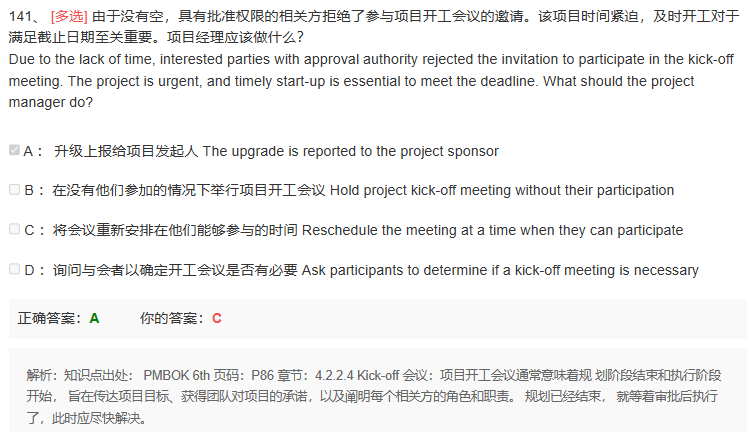 141、 [多选] 由于没有空，具有批准权限的相关方拒绝了参与项目开工会议的邀请。该项目时间紧迫，及时开工对于
满足截止日期至关重要。项目经理应该做什么？
Due to the lack of time, interested parties with approval authority rejected the invitation to participate in the kick-off
meeting. The project is urgent, and timely start-up is essential to meet the deadline. What should the project
manager do?
A： 升级上报给项目发起人 The upgrade is reported to the project sponsor
B：在没有他们参加的情况下举行项目开工会议 Hold project kick-off meeting without their participation
C：将会议重新安排在他们能够参与的时间 Reschedule the meeting at a time when they can participate
D：询问与会者以确定开工会议是否有必要 Ask participants to determine if a kick-off meeting is necessary
正确答案：A 你的答案：C
解析：知识点出处： PMBOK 6th 页码：P86 章节：4.2.2.4 Kick-off 会议：项目开工会议通常意味着规 划阶段结束和执行阶段
开始， 旨在传达项目目标、获得团队对项目的承诺，以及阐明每个相关方的角色和职责。 规划已经结束， 就等着审批后执行
了，此时应尽快解决。